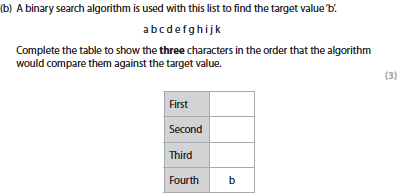 (b) A binary search algorithm is used with this list to find the target value ‘b’.
a b c d e f g h i j k
Complete the table to show the three characters in the order that the algorithm
would compare them against the target value.
(3)
First
Second
Third
Fourth b